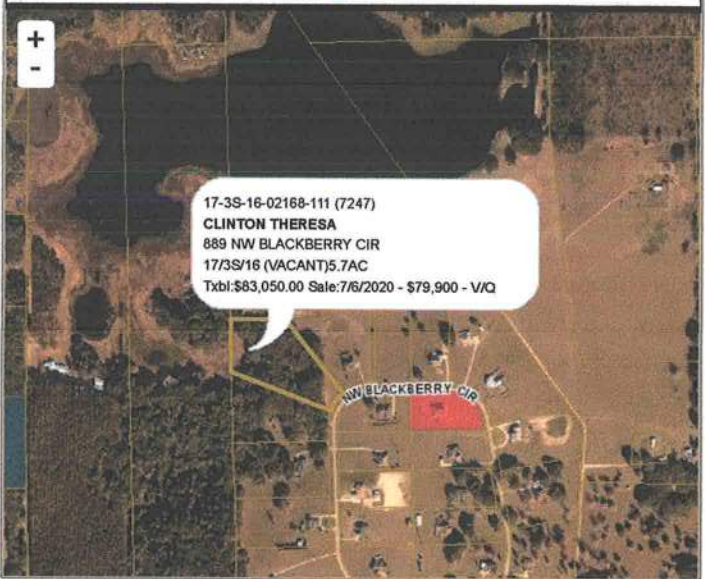 +
-
17-3S-16-02168-111 (7247)
CLINTON THERESA
889 NW BLACKBERRY CIR
17/3S/16 (VACANT)5.7AC
Txbl:$83,050.00 Sale:7/6/2020 - $79,900 - V/Q
NW BLACKBERRY CIR